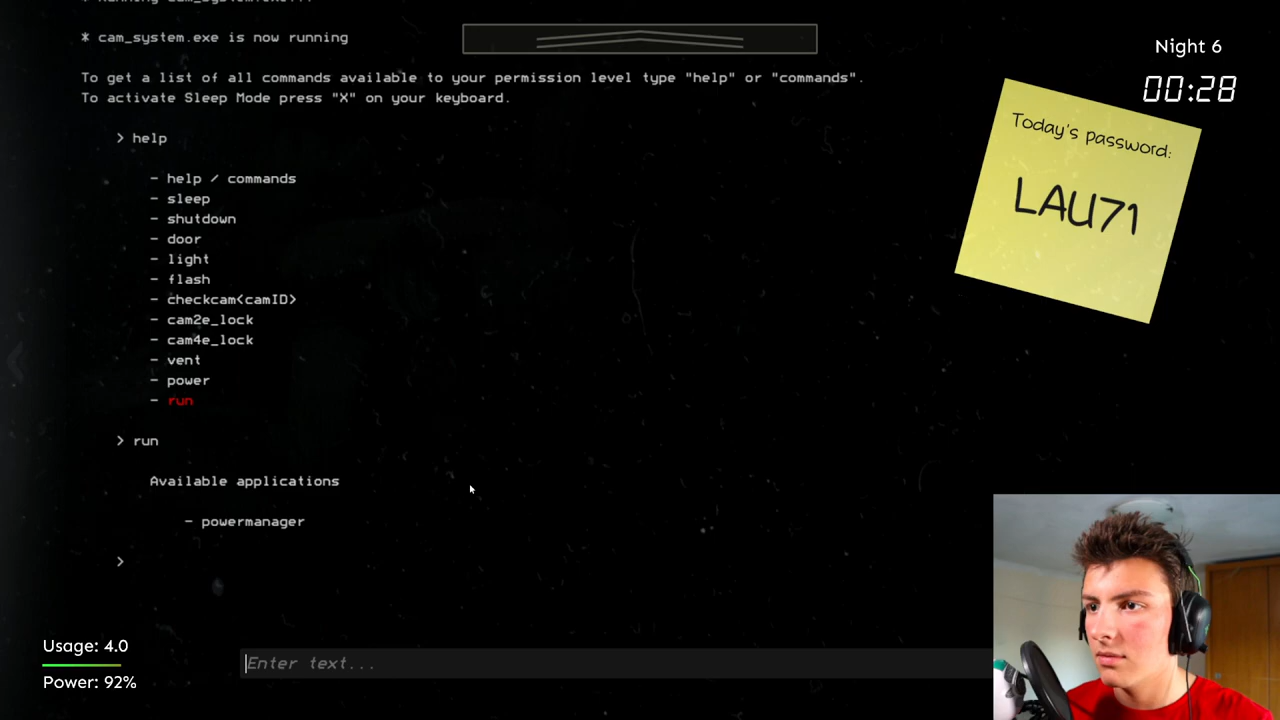 * cam_system.exe is now running
Night 6
00:28
To get a list of all commands available to your permission level type "help" or "commands".
To activate Sleep Mode press "X" on your keyboard.
Today's password:
LAU71
> help
- help / commands
- sleep
- shutdown
- door
- light
- flash
- checkcam<camID>
- cam2e_lock
- cam4e_lock
- vent
- power
- run
> run
Available applications
- powermanager
>
Usage: 4.0
Power: 92%
Enter text...